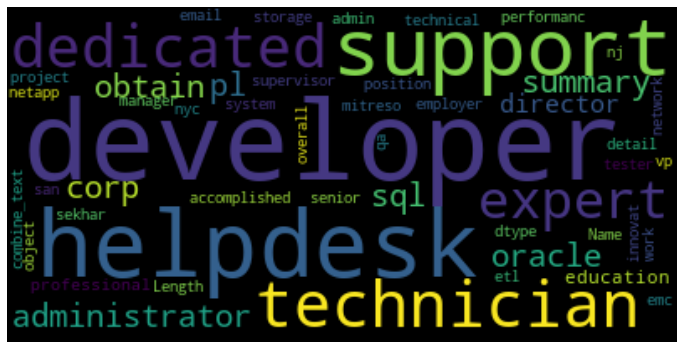 email storage admin technical performanc
dedicated support nj
project netapp obtain pl supervisor position summary
manager nyc system mitreso employer director network
developer
overall qa detail
tester vp
san corp accomplished senior sql expert
combine_text object sekhar
helpdesk dtype Name innovat work
oracle
professional Length etl education
administrator technician emc